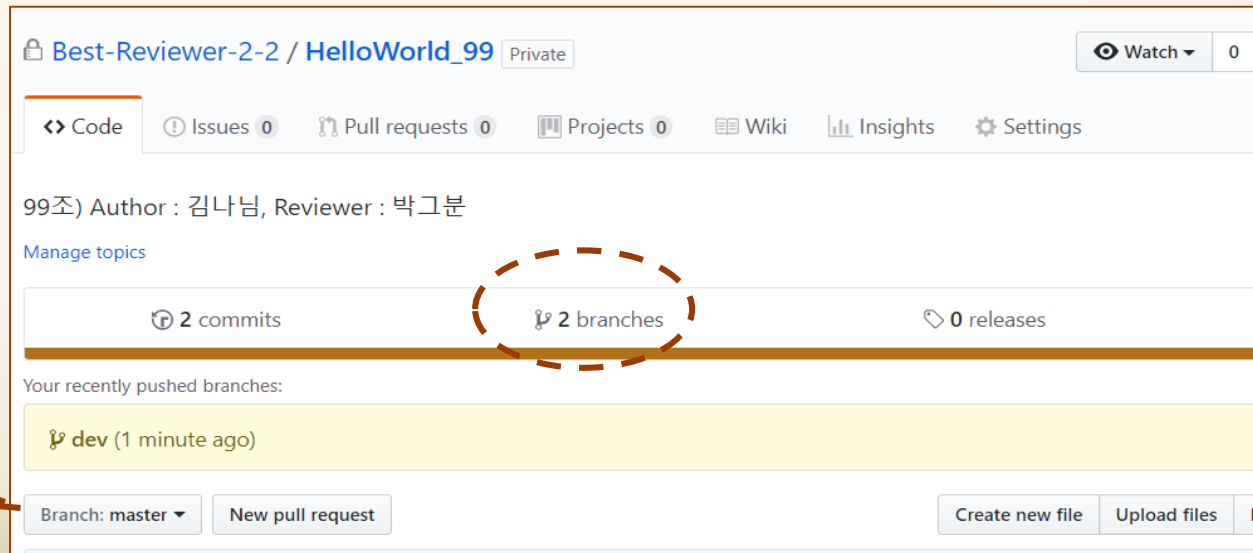 Best-Reviewer-2-2 / HelloWorld_99 Private Watch 0
Code Issues 0 Pull requests 0 Projects 0 Wiki Insights Settings
99조) Author : 김나님, Reviewer : 박그분
Manage topics
2 commits 2 branches 0 releases
Your recently pushed branches:
dev (1 minute ago)
Branch: master New pull request Create new file Upload files